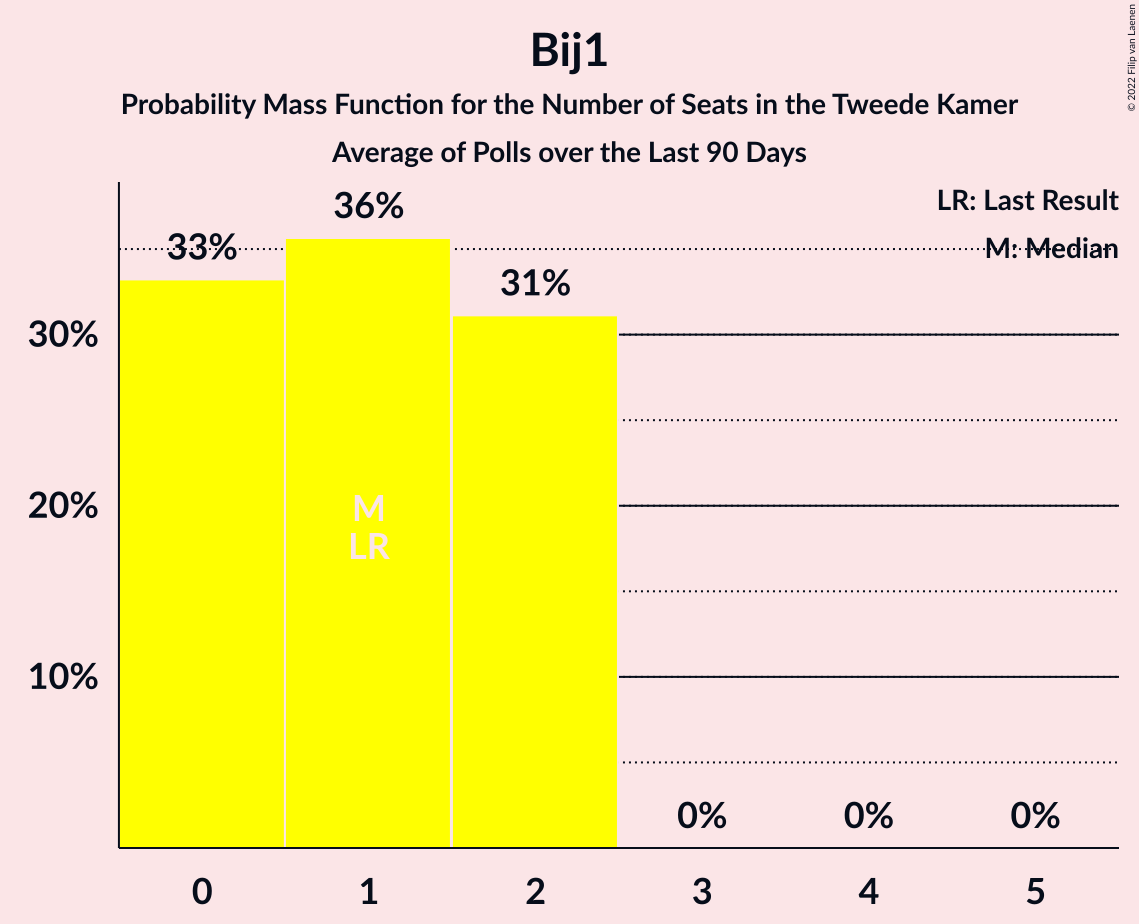 Bij1
Probability Mass Function for the Number of Seats in the Tweede Kamer
Average of Polls over the Last 90 Days
© 2022 Filip van Laenen
LR: Last Result
M: Median
33%
36%
31%
0%
0%
0%
30%
20%
10%
M
LR
0
1
2
3
4
5